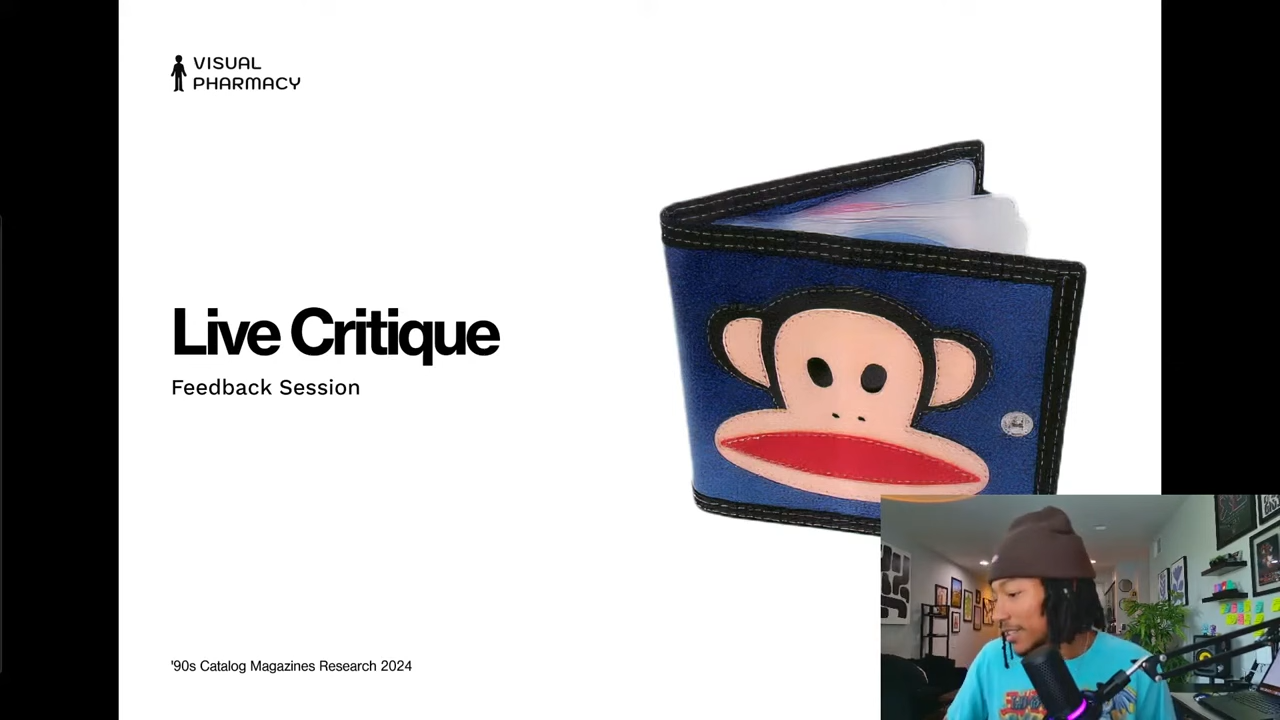 VISUAL
PHARMACY
Live Critique
Feedback Session
'90s Catalog Magazines Research 2024